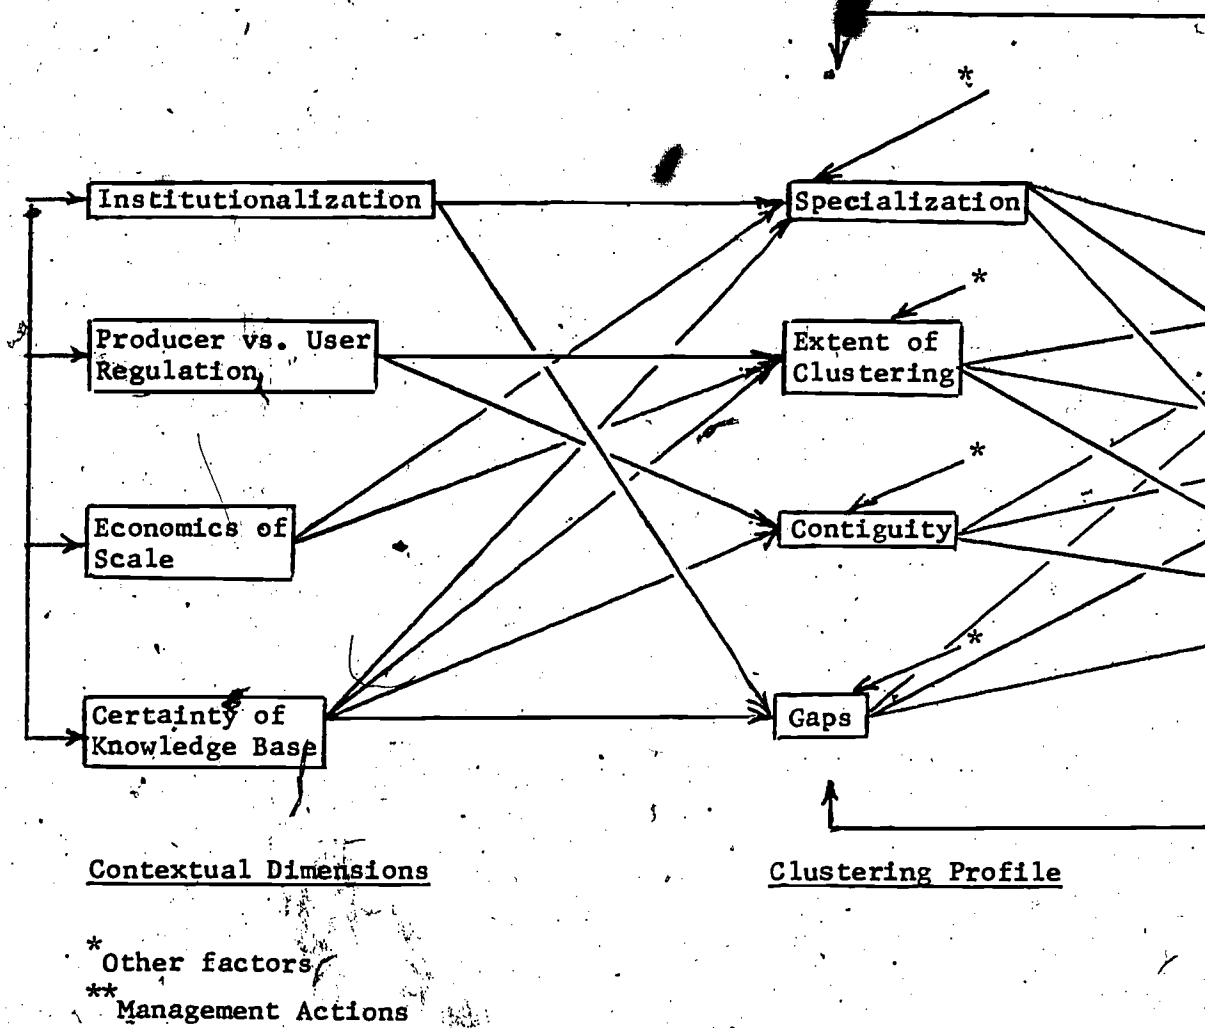 *
Institutionalization
Specialization
*
Producer vs. User
Regulation
Extent of
Clustering
*
Economics of
Scale
Contiguity
*
Certainty of
Knowledge Base
Gaps
Contextual Dimensions
Clustering Profile
*Other factors
**Management Actions